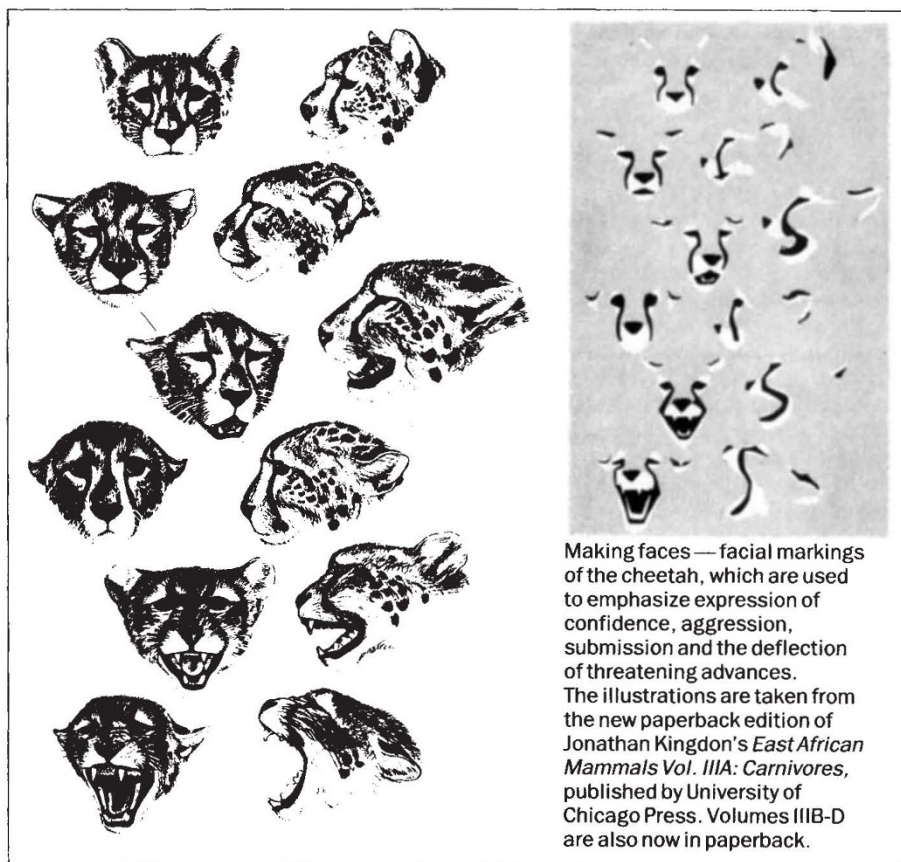 Making faces — facial markings
of the cheetah, which are used
to emphasize expression of
confidence, aggression,
submission and the deflection
of threatening advances.
The illustrations are taken from
the new paperback edition of
Jonathan Kingdon's East African
Mammals Vol. IIIA: Carnivores,
published by University of
Chicago Press. Volumes IIIB-D
are also now in paperback.